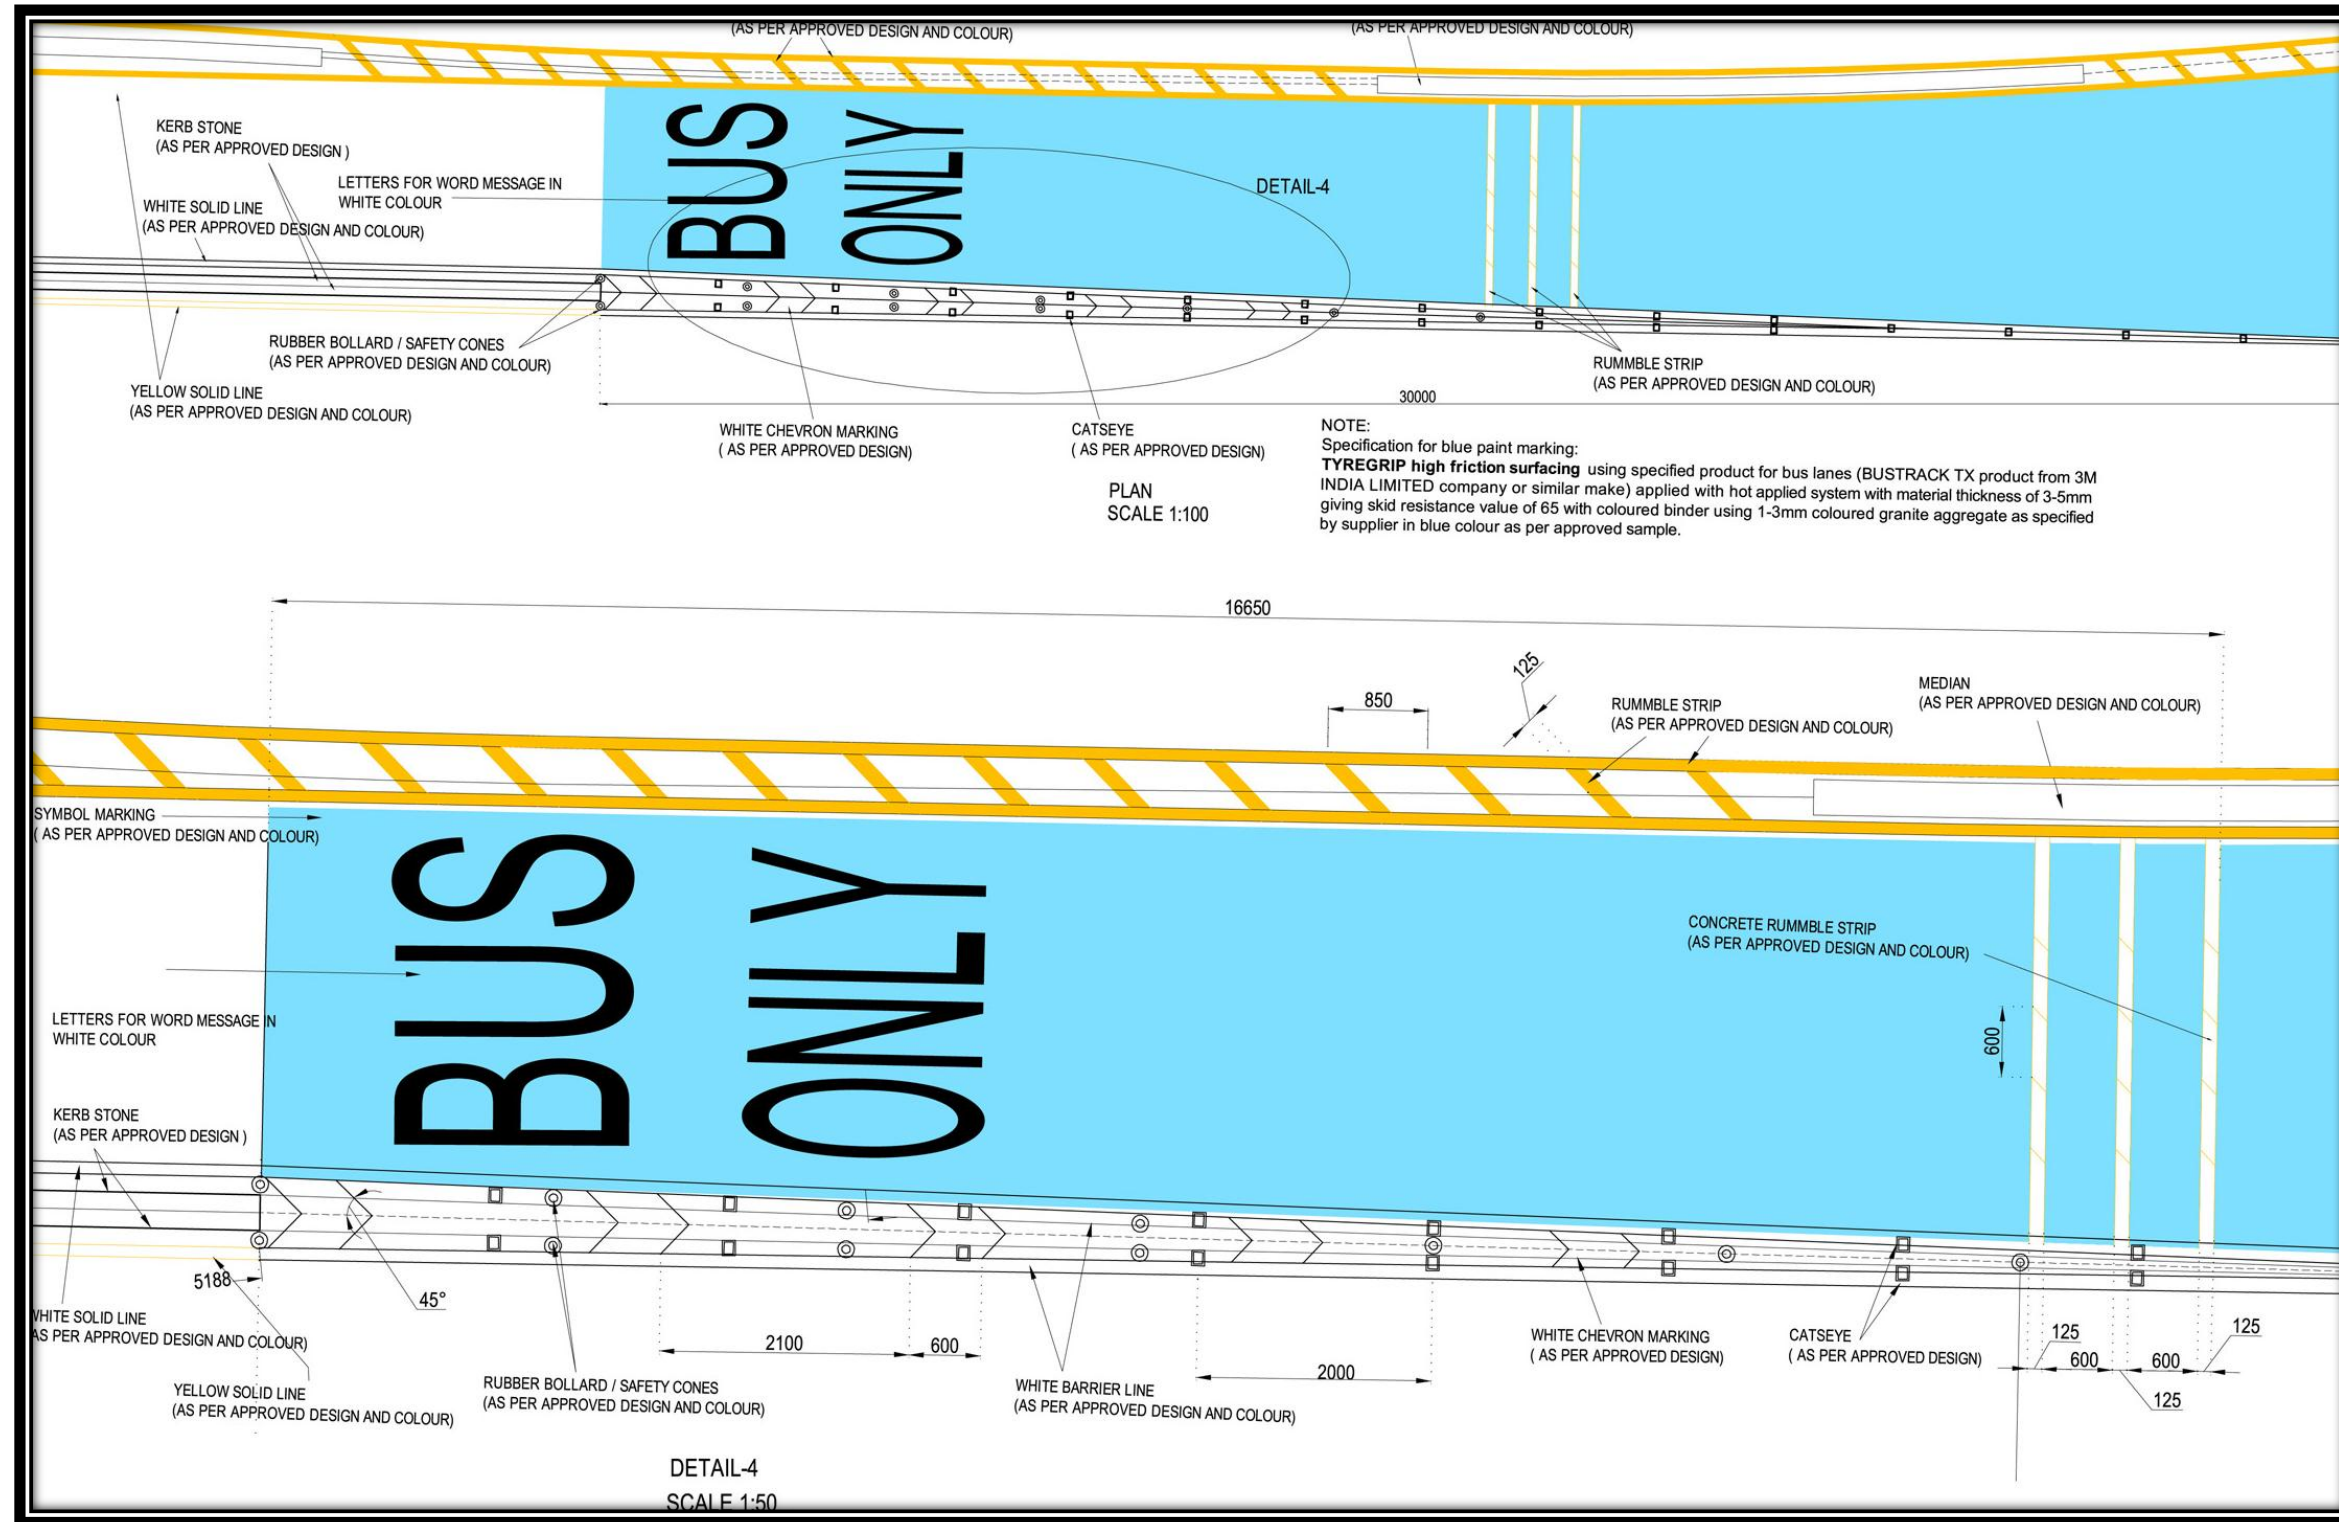 (AS PER APPROVED DESIGN AND COLOUR)
(AS PER APPROVED DESIGN AND COLOUR)
KERB STONE
(AS PER APPROVED DESIGN )
LETTERS FOR WORD MESSAGE IN
WHITE COLOUR
WHITE SOLID LINE
(AS PER APPROVED DESIGN AND COLOUR)
BUS
ONLY
DETAIL-4
RUBBER BOLLARD / SAFETY CONES
(AS PER APPROVED DESIGN AND COLOUR)
YELLOW SOLID LINE
(AS PER APPROVED DESIGN AND COLOUR)
RUMMBLE STRIP
(AS PER APPROVED DESIGN AND COLOUR)
30000
WHITE CHEVRON MARKING
( AS PER APPROVED DESIGN)
CATSEYE
( AS PER APPROVED DESIGN)
PLAN
SCALE 1:100
NOTE:
Specification for blue paint marking:
TYREGRIP high friction surfacing using specified product for bus lanes (BUSTRACK TX product from 3M
INDIA LIMITED company or similar make) applied with hot applied system with material thickness of 3-5mm
giving skid resistance value of 65 with coloured binder using 1-3mm coloured granite aggregate as specified
by supplier in blue colour as per approved sample.
16650
850
125
RUMMBLE STRIP
(AS PER APPROVED DESIGN AND COLOUR)
MEDIAN
(AS PER APPROVED DESIGN AND COLOUR)
SYMBOL MARKING
( AS PER APPROVED DESIGN AND COLOUR)
BUS
ONLY
CONCRETE RUMMBLE STRIP
(AS PER APPROVED DESIGN AND COLOUR)
LETTERS FOR WORD MESSAGE IN
WHITE COLOUR
600
KERB STONE
(AS PER APPROVED DESIGN )
5188
45°
WHITE SOLID LINE
(AS PER APPROVED DESIGN AND COLOUR)
YELLOW SOLID LINE
(AS PER APPROVED DESIGN AND COLOUR)
RUBBER BOLLARD / SAFETY CONES
(AS PER APPROVED DESIGN AND COLOUR)
2100
600
WHITE BARRIER LINE
(AS PER APPROVED DESIGN AND COLOUR)
2000
WHITE CHEVRON MARKING
( AS PER APPROVED DESIGN)
CATSEYE
( AS PER APPROVED DESIGN)
125
600
600
125
125
DETAIL-4
SCALE 1:50